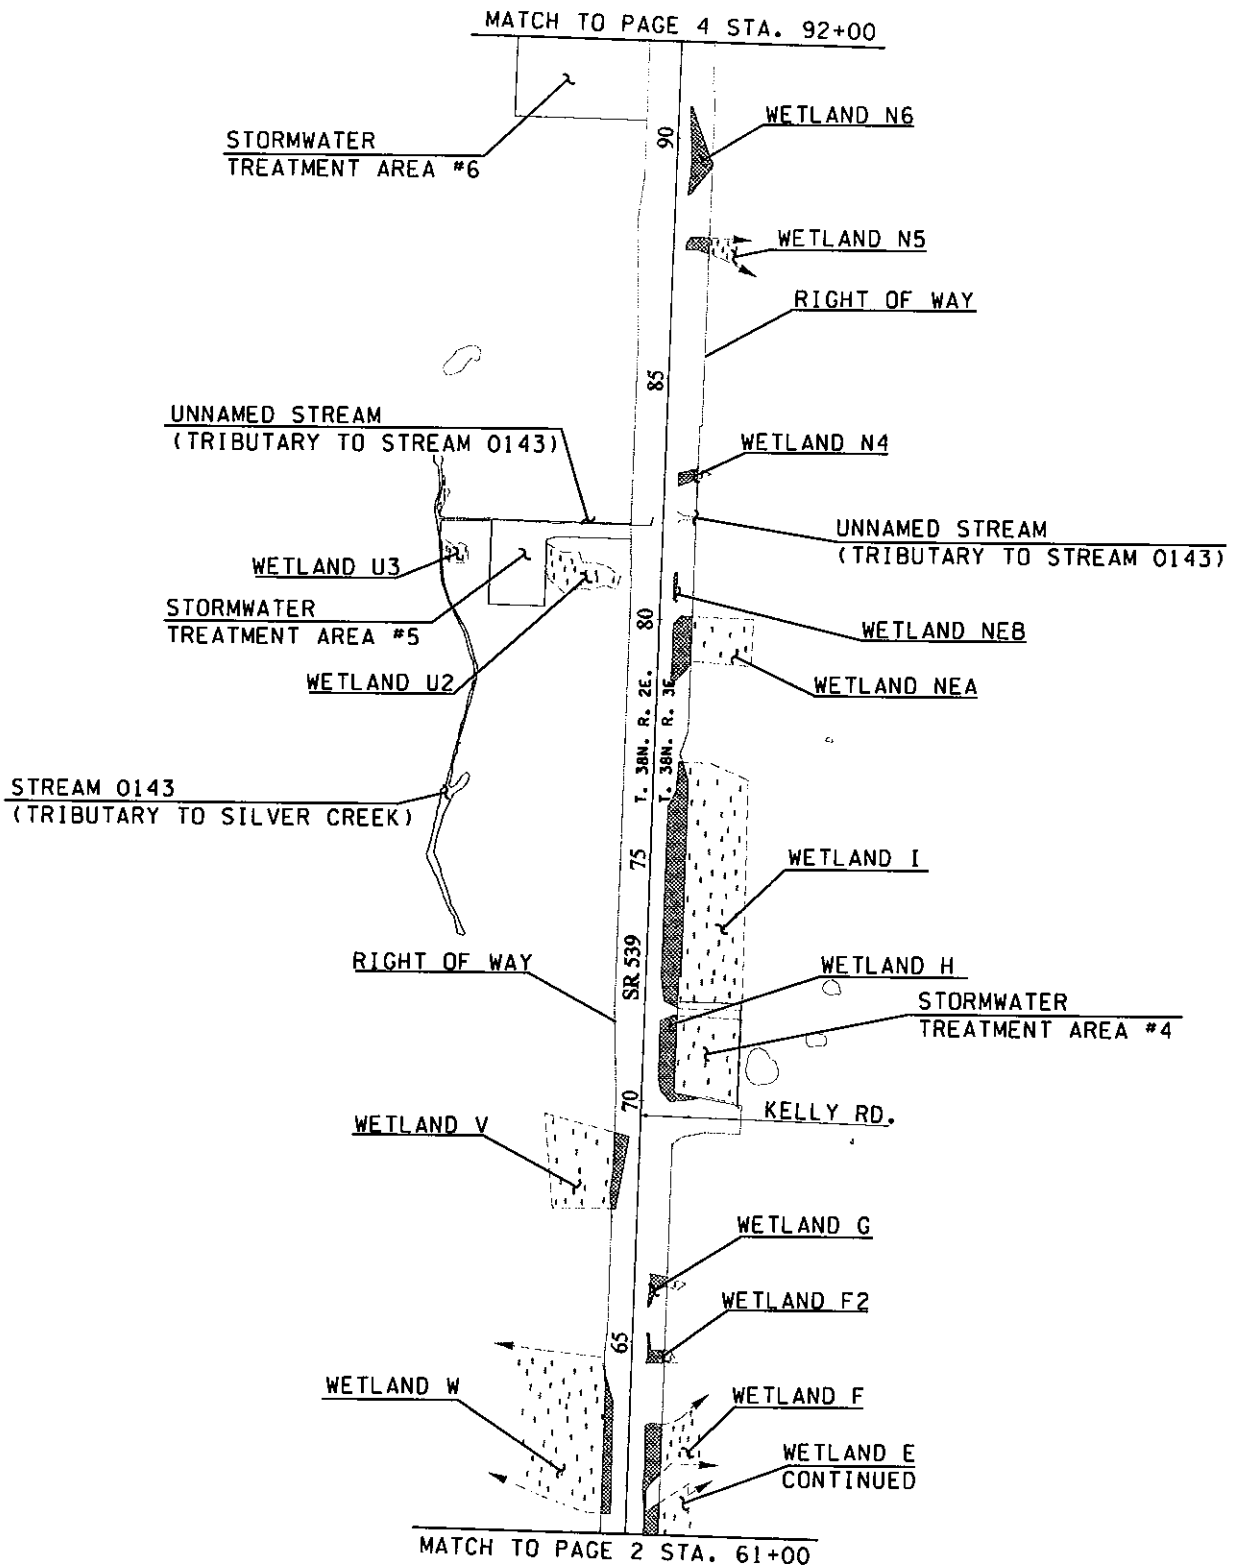 MATCH TO PAGE 4 STA. 92+00
WETLAND N6
90
STORMWATER
TREATMENT AREA #6
WETLAND N5
RIGHT OF WAY
85
UNNAMED STREAM
(TRIBUTARY TO STREAM 0143)
WETLAND N4
UNNAMED STREAM
(TRIBUTARY TO STREAM 0143)
WETLAND U3
STORMWATER
TREATMENT AREA #5
80
WETLAND NEB
WETLAND U2
WETLAND NEA
T. 38N. R. 2E.
T. 38N. R. 3E.
STREAM 0143
(TRIBUTARY TO SILVER CREEK)
75
WETLAND I
RIGHT OF WAY
SR 539
WETLAND H
STORMWATER
TREATMENT AREA #4
70
KELLY RD.
WETLAND V
WETLAND G
WETLAND F2
65
WETLAND W
WETLAND F
WETLAND E
CONTINUED
MATCH TO PAGE 2 STA. 61+00